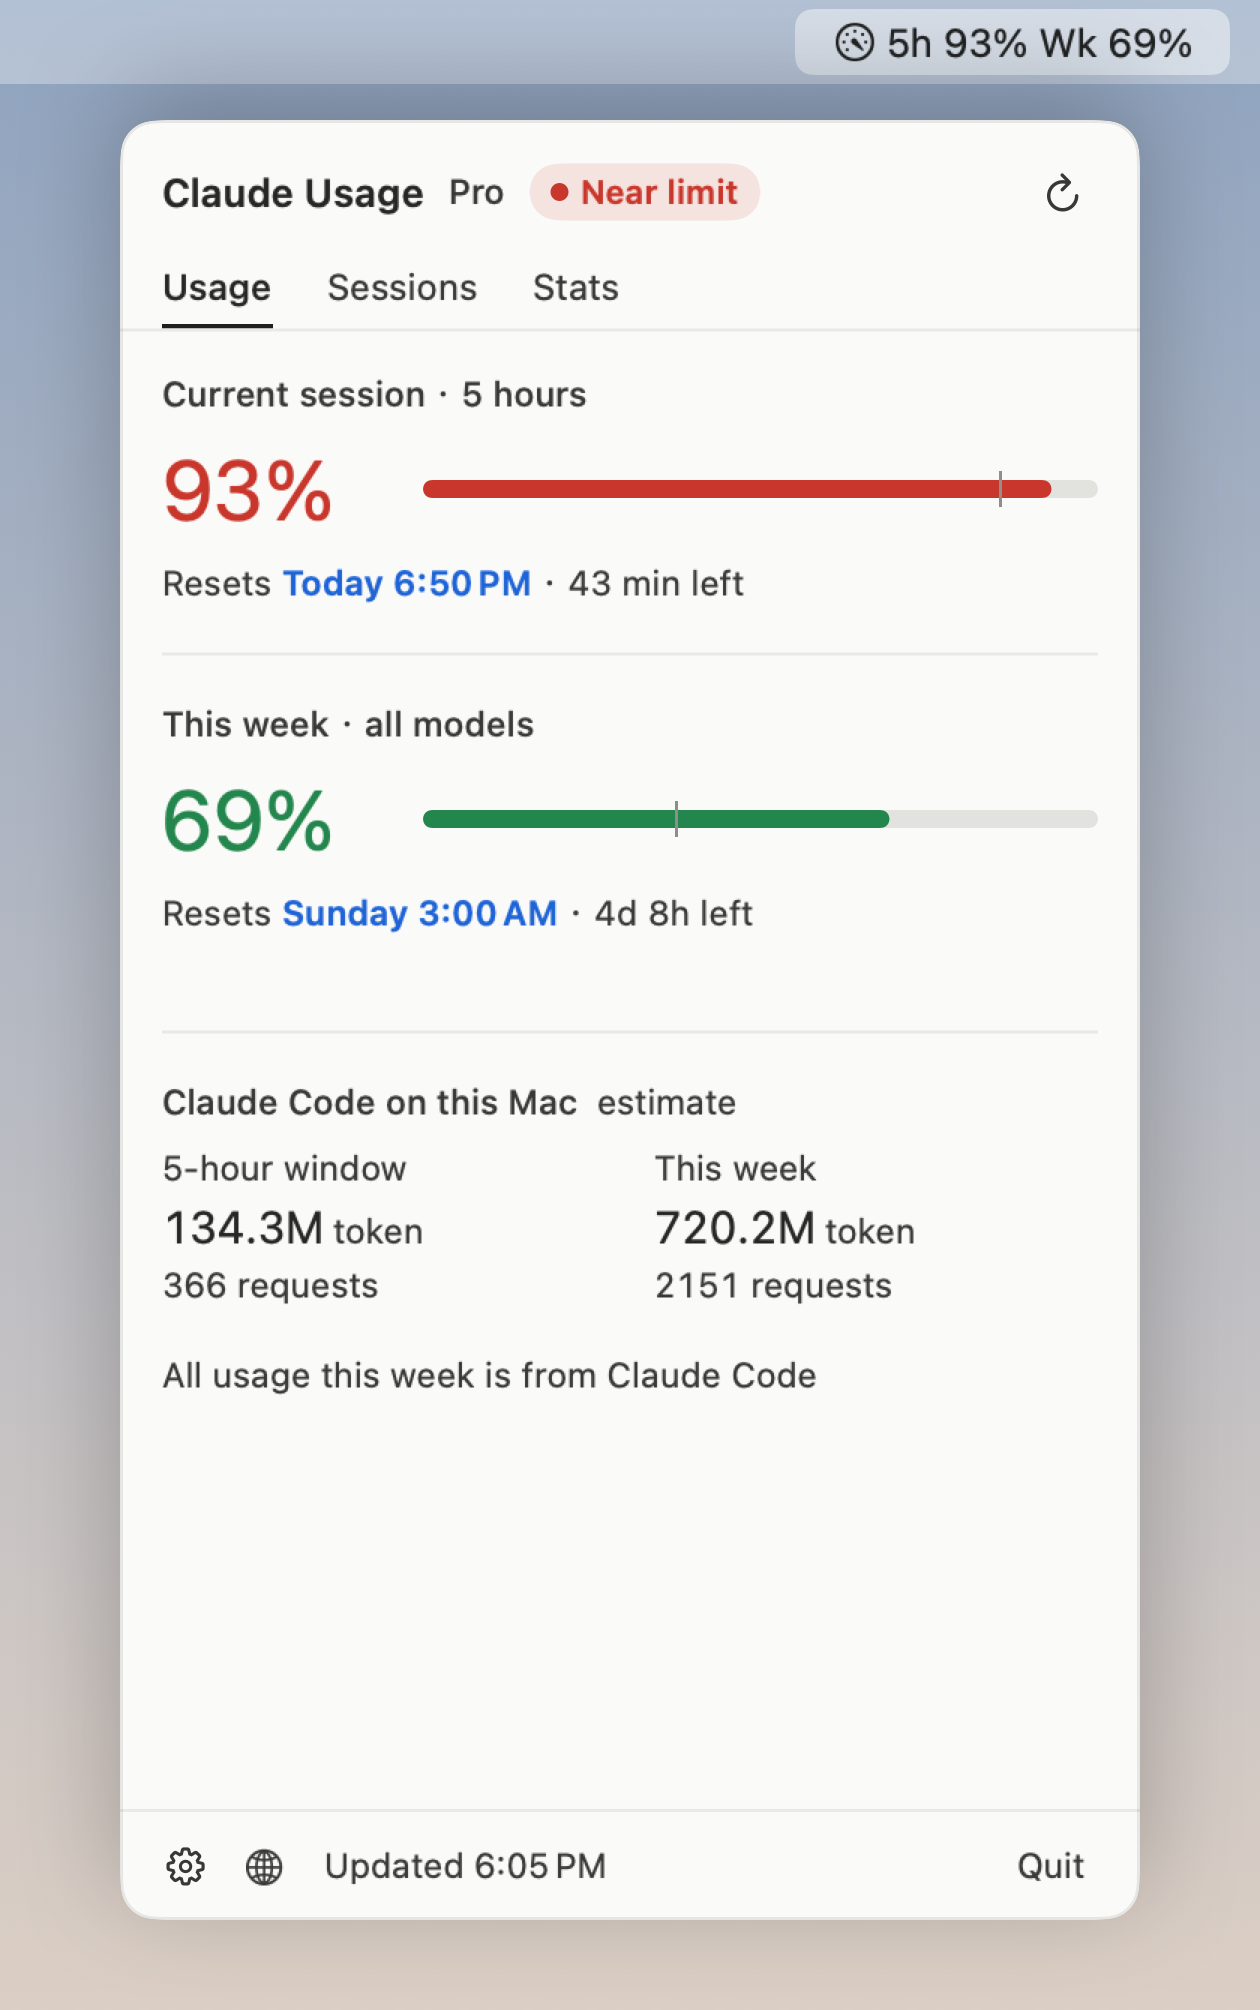 5h 93% Wk 69%
Claude Usage Pro Near limit
Usage Sessions Stats
Current session · 5 hours
93%
Resets Today 6:50 PM · 43 min left
This week · all models
69%
Resets Sunday 3:00 AM · 4d 8h left
Claude Code on this Mac estimate
5-hour window This week
134.3M token 720.2M token
366 requests 2151 requests
All usage this week is from Claude Code
Updated 6:05 PM Quit